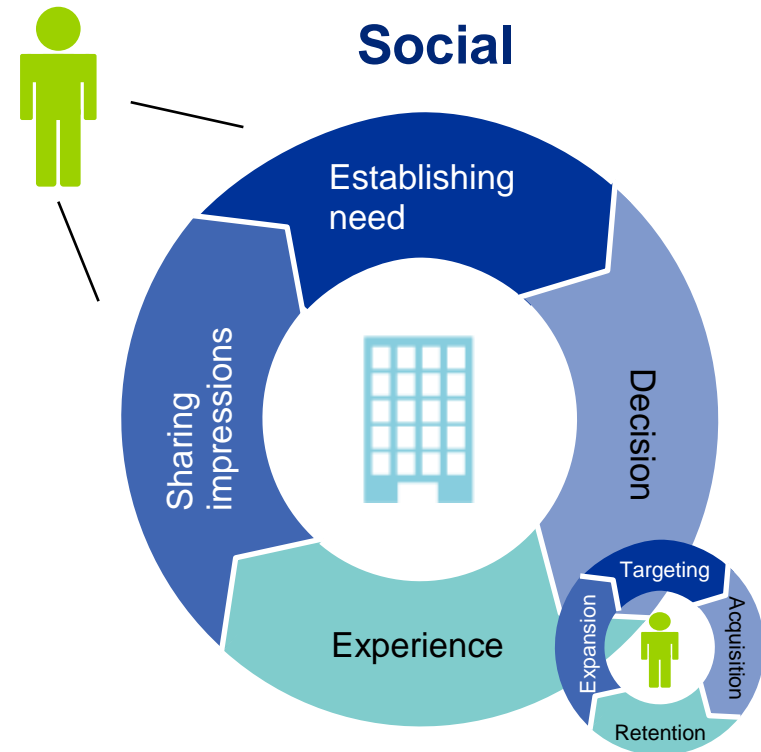 Social
Establishing
need
Decision
Experience
Sharing
impressions
Targeting
Acquisition
Retention
Expansion